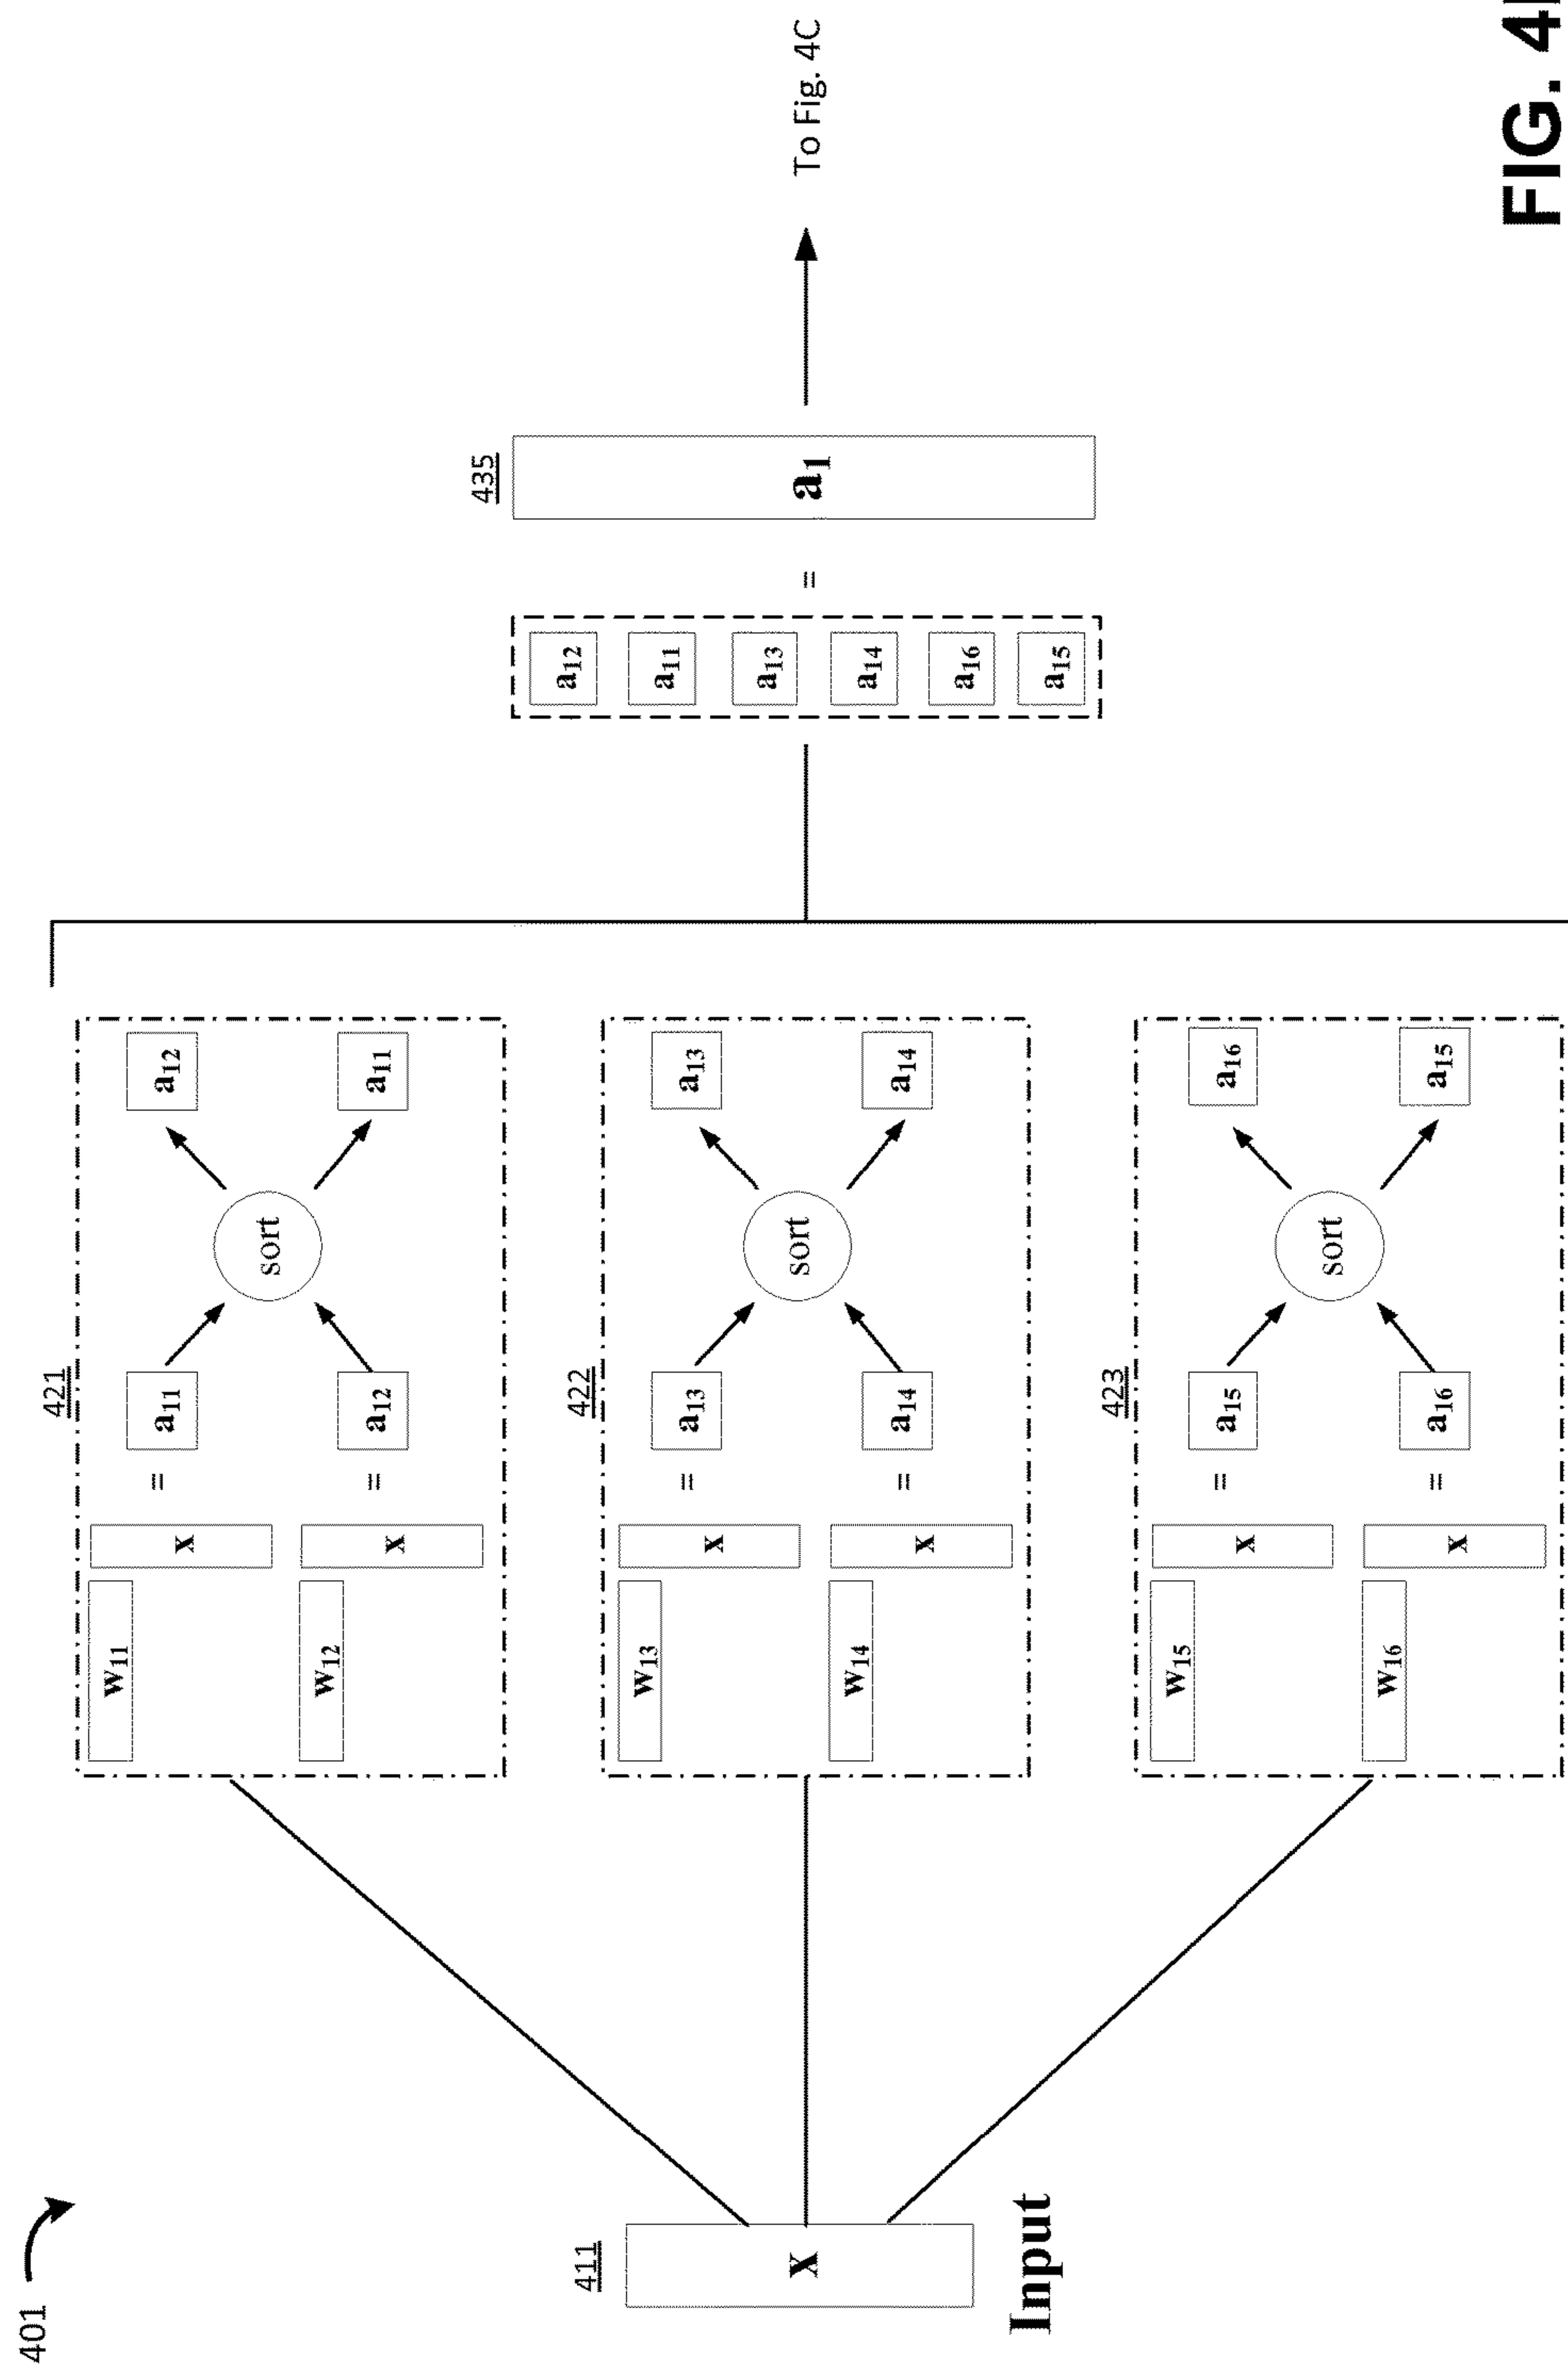 401
411
x
Input
421
w11 x = a11
sort
a12
w12 x = a12
a11
422
w13 x = a13
sort
a13
w14 x = a14
a14
423
w15 x = a15
sort
a16
w16 x = a16
a15
a12
a11
a13
a14
a16
a15
=
435
a1
To Fig. 4C
FIG.